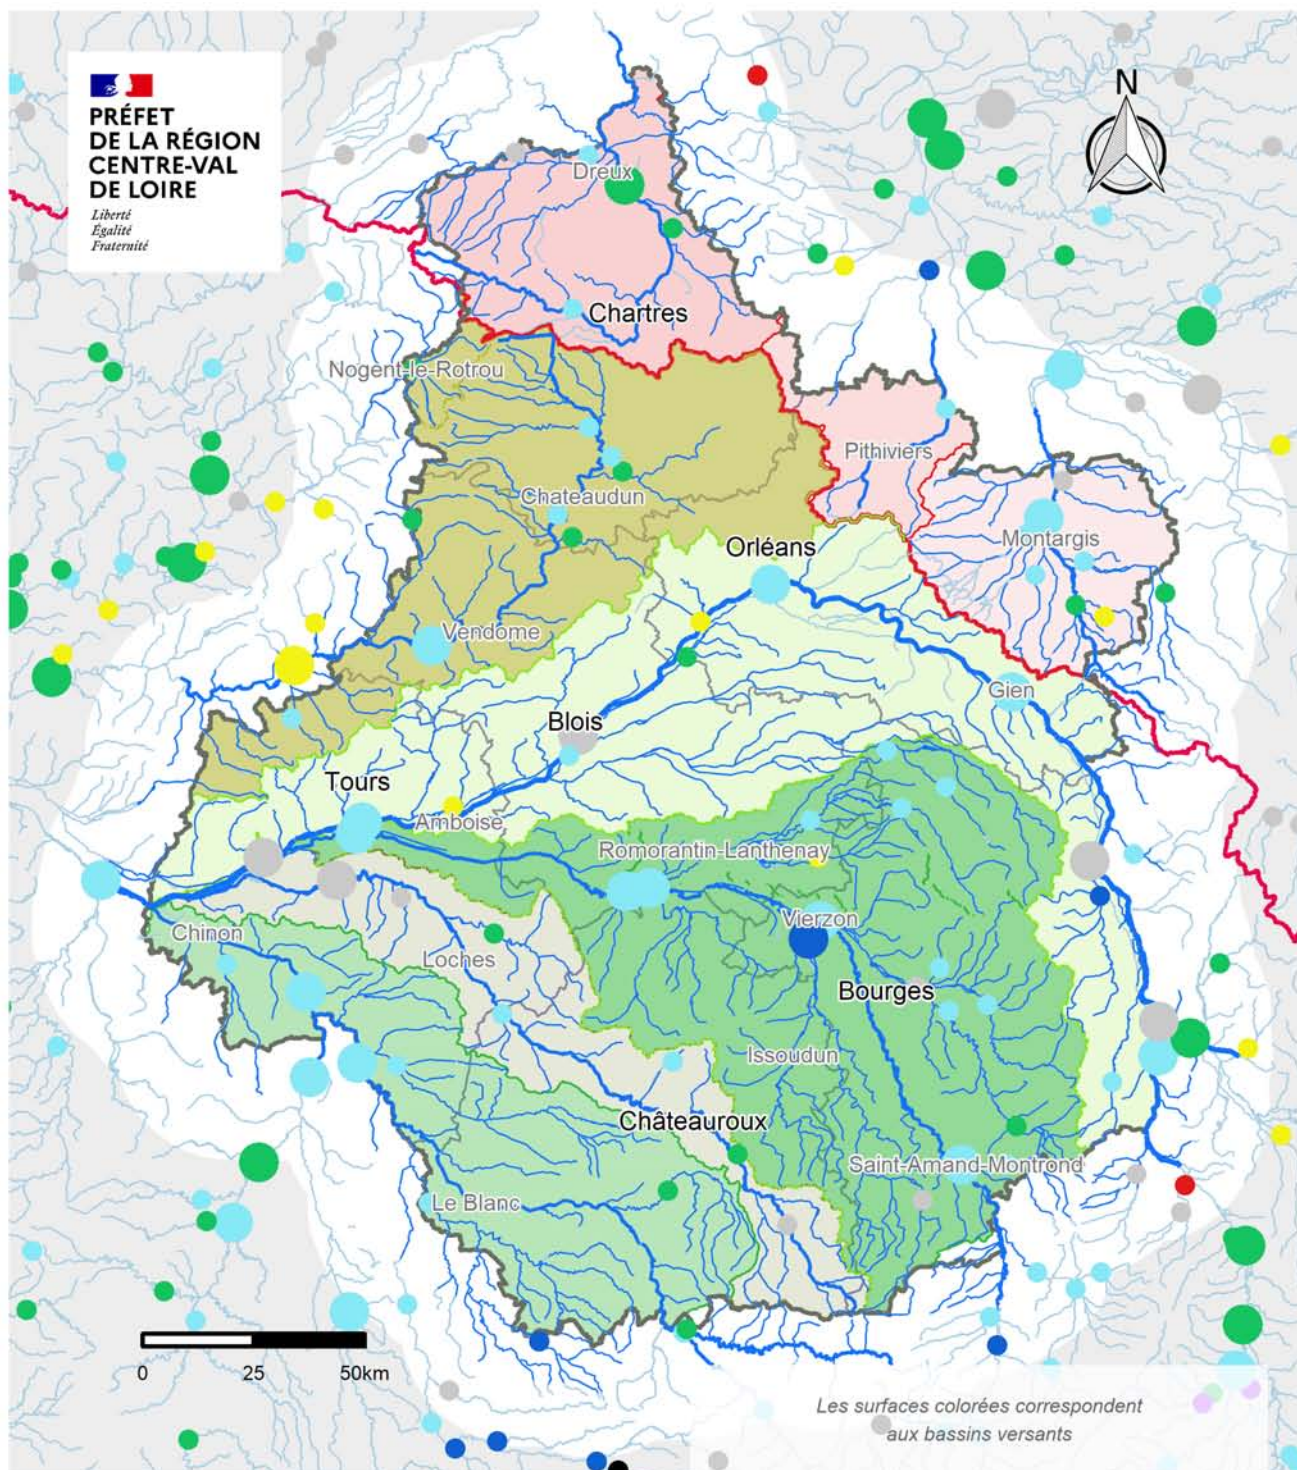 PRÉFET
DE LA RÉGION
CENTRE-VAL
DE LOIRE
Liberté
Égalité
Fraternité
N
Dreux
Chartres
Nogent-le-Rotrou
Pithiviers
Chateaudun
Orléans
Montargis
Vendome
Gien
Blois
Tours
Amboise
Romorantin-Lanthenay
Chinon
Vierzon
Loches
Bourges
Issoudun
Châteauroux
Saint-Amand-Montrond
Le Blanc
0 25 50km
Les surfaces colorées correspondent
aux bassins versants